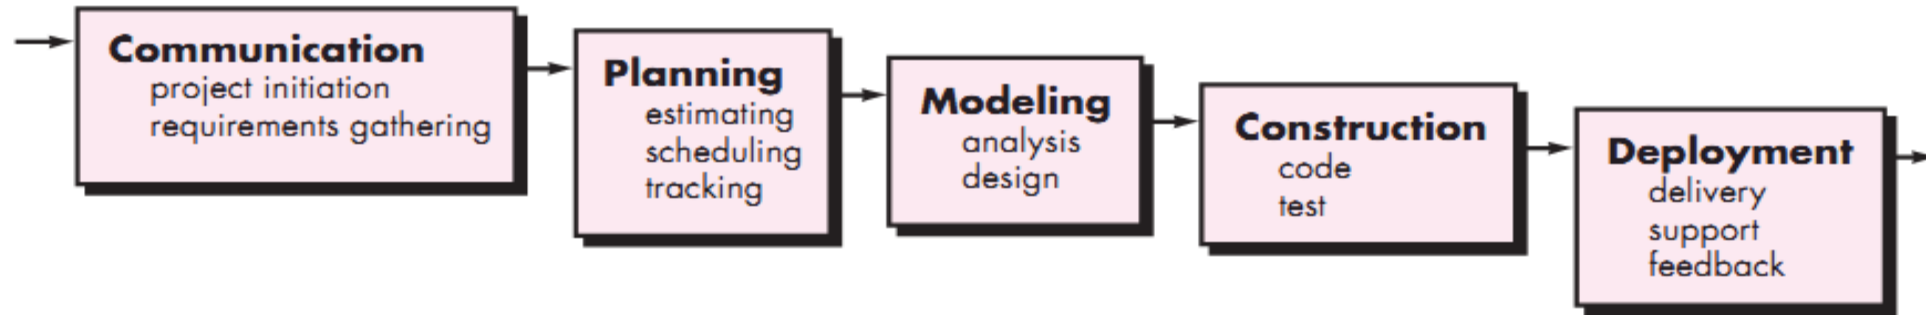 Communication
project initiation
requirements gathering
Planning
estimating
scheduling
tracking
Modeling
analysis
design
Construction
code
test
Deployment
delivery
support
feedback